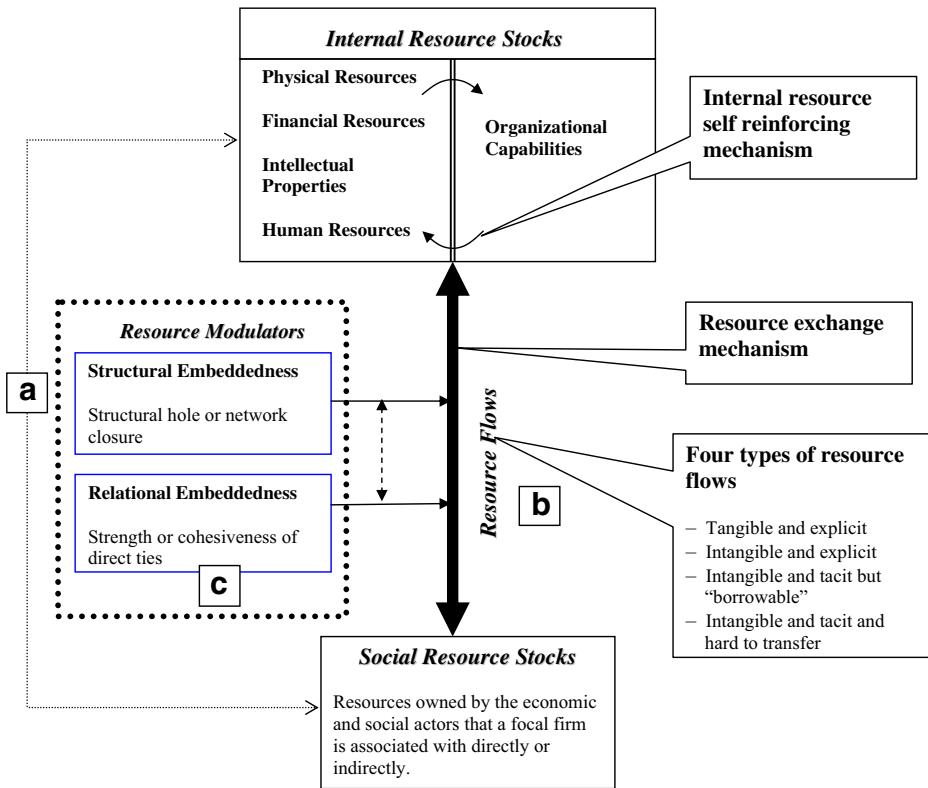 Internal Resource Stocks
Physical Resources
Financial Resources
Intellectual
Properties
Human Resources
Organizational
Capabilities
Internal resource
self reinforcing
mechanism
Resource Modulators
Structural Embeddedness
Structural hole or network
closure
Relational Embeddedness
Strength or cohesiveness of
direct ties
a
c
Resource Flows
b
Resource exchange
mechanism
Four types of resource
flows
– Tangible and explicit
– Intangible and explicit
– Intangible and tacit but
“borrowable”
– Intangible and tacit and
hard to transfer
Social Resource Stocks
Resources owned by the economic
and social actors that a focal firm
is associated with directly or
indirectly.